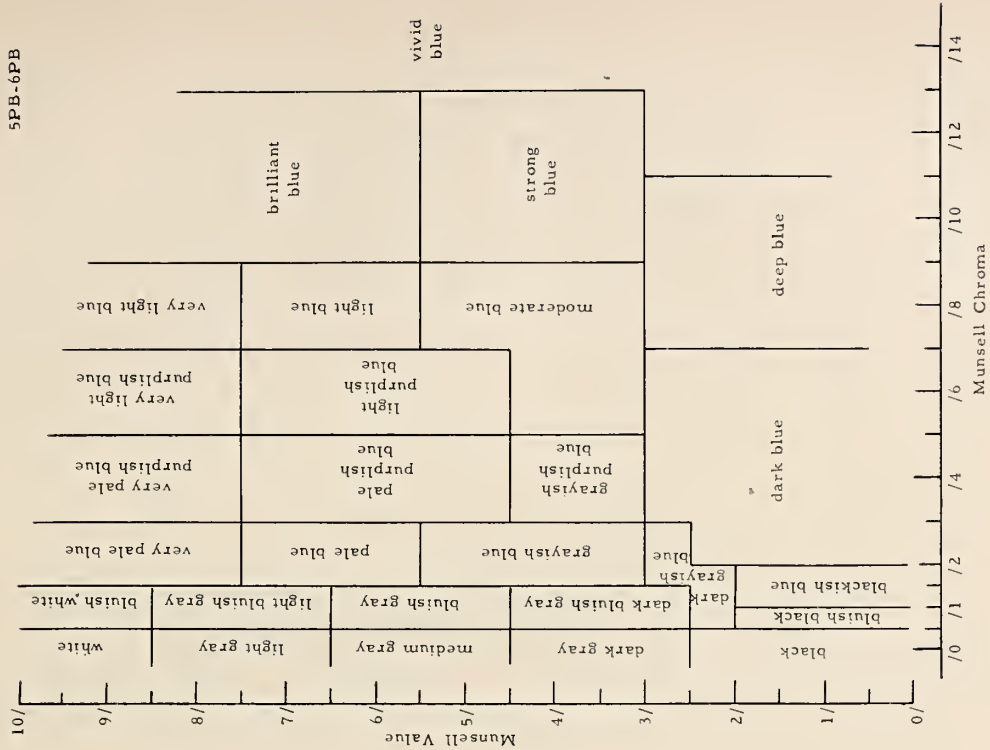 5PB-6PB
vivid
blue
brilliant
blue
strong
blue
deep blue
dark blue
very light blue
light blue
moderate blue
very light
purplish blue
light
purplish
blue
very pale
purplish blue
pale
purplish
blue
grayish
purplish
blue
very pale blue
pale blue
grayish blue
dark
grayish
blue
blackish blue
bluish white
light bluish gray
bluish gray
dark bluish gray
bluish black
white
light gray
medium gray
dark gray
black
10/
9/
8/
7/
6/
5/
4/
3/
2/
1/
0/
Munsell Value
/0
/1
/2
/4
/6
/8
/10
/12
/14
Munsell Chroma